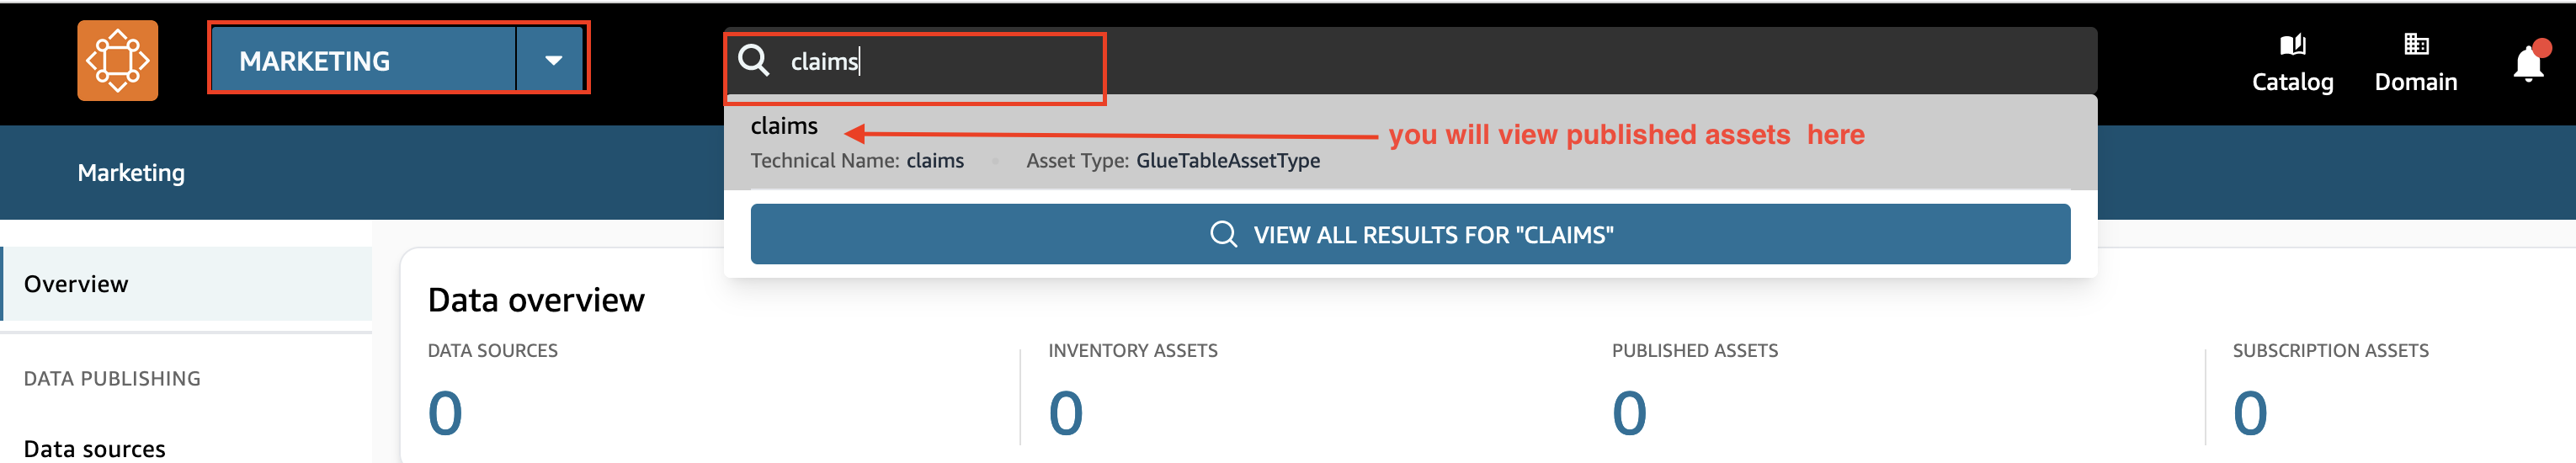 MARKETING
claims
Catalog
Domain
claims
you will view published assets  here
Technical Name: claims
Asset Type: GlueTableAssetType
Marketing
VIEW ALL RESULTS FOR "CLAIMS"
Overview
Data overview
DATA SOURCES
INVENTORY ASSETS
PUBLISHED ASSETS
SUBSCRIPTION ASSETS
DATA PUBLISHING
0
0
0
0
Data sources